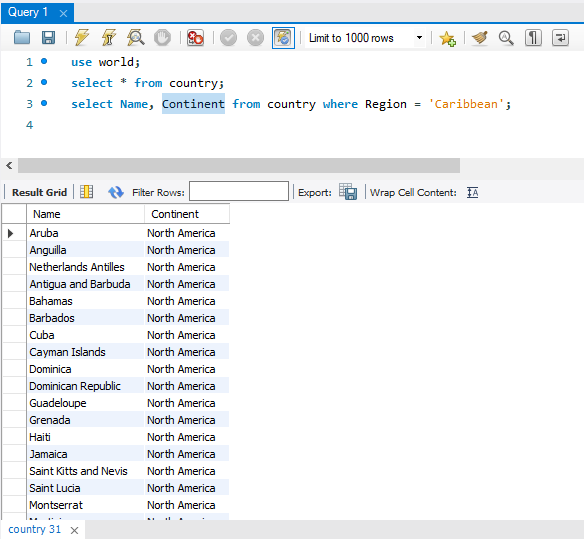 Query 1
Limit to 1000 rows
1 use world;
2 select * from country;
3 select Name, Continent from country where Region = 'Caribbean';
4
Result Grid Filter Rows: Export: Wrap Cell Content:
Name Continent
Aruba North America
Anguilla North America
Netherlands Antilles North America
Antigua and Barbuda North America
Bahamas North America
Barbados North America
Cuba North America
Cayman Islands North America
Dominica North America
Dominican Republic North America
Guadeloupe North America
Grenada North America
Haiti North America
Jamaica North America
Saint Kitts and Nevis North America
Saint Lucia North America
Montserrat North America
country 31